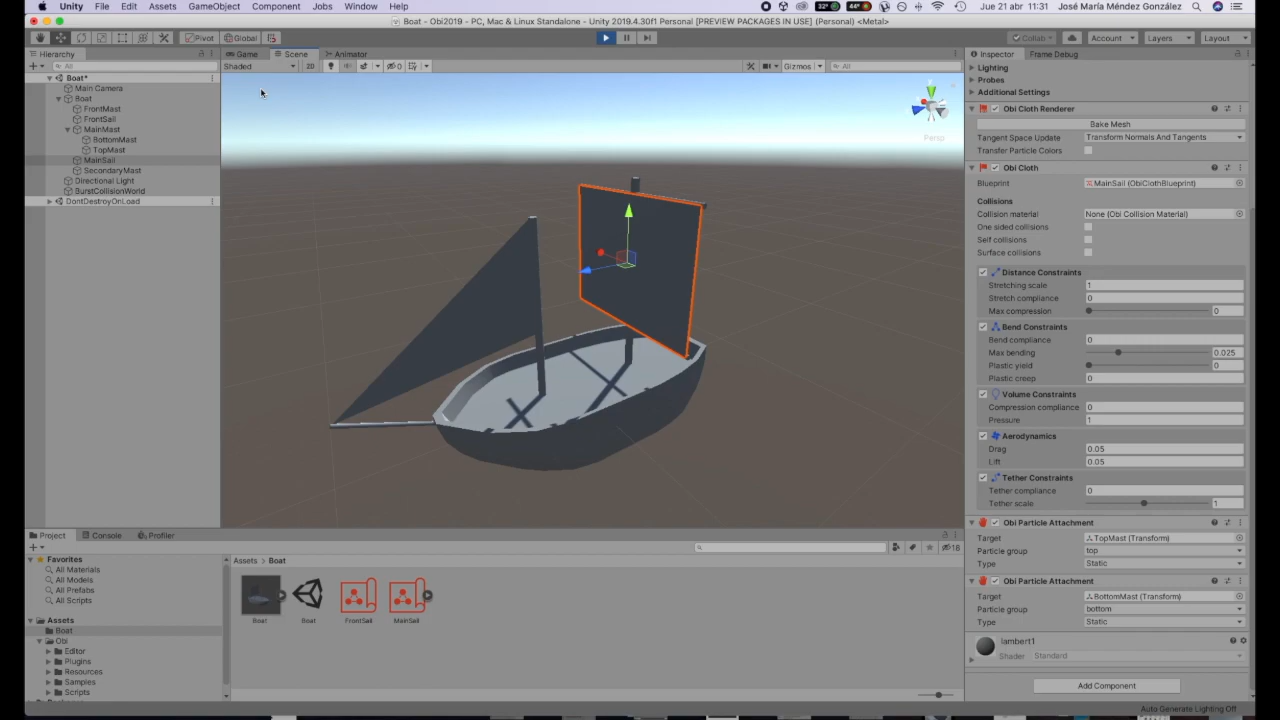 Unity File Edit Assets GameObject Component Jobs Window Help 32° 44° Jue 21 abr 11:31 José María Méndez González
Boat - Obi2019 - PC, Mac & Linux Standalone - Unity 2019.4.30f1 Personal [PREVIEW PACKAGES IN USE] (Personal) <Metal>
Pivot Global Collab Account Layers Layout
Hierarchy
All
Boat*
Main Camera
Boat
FrontMast
FrontSail
MainMast
BottomMast
TopMast
MainSail
SecondaryMast
Directional Light
BurstCollisionWorld
DontDestroyOnLoad
Game Scene Animator
Shaded 2D 0 Gizmos All
Persp
Inspector Frame Debug
Lighting
Probes
Additional Settings
Obi Cloth Renderer
Bake Mesh
Tangent Space Update Transform Normals And Tangents
Transfer Particle Colors
Obi Cloth
Blueprint MainSail (ObiClothBlueprint)
Collisions
Collision material None (Obi Collision Material)
One sided collisions
Self collisions
Surface collisions
Distance Constraints
Stretching scale 1
Stretch compliance 0
Max compression 0
Bend Constraints
Bend compliance 0
Max bending 0.025
Plastic yield 0
Plastic creep 0
Volume Constraints
Compression compliance 0
Pressure 1
Aerodynamics
Drag 0.05
Lift 0.05
Tether Constraints
Tether compliance 0
Tether scale 1
Obi Particle Attachment
Target TopMast (Transform)
Particle group top
Type Static
Obi Particle Attachment
Target BottomMast (Transform)
Particle group bottom
Type Static
lambert1
Shader Standard
Add Component
Project Console Profiler
18
Favorites
All Materials
All Models
All Prefabs
All Scripts
Assets
Boat
Obi
Editor
Plugins
Resources
Samples
Scripts
Assets > Boat
Boat Boat FrontSail MainSail
Auto Generate Lighting Off